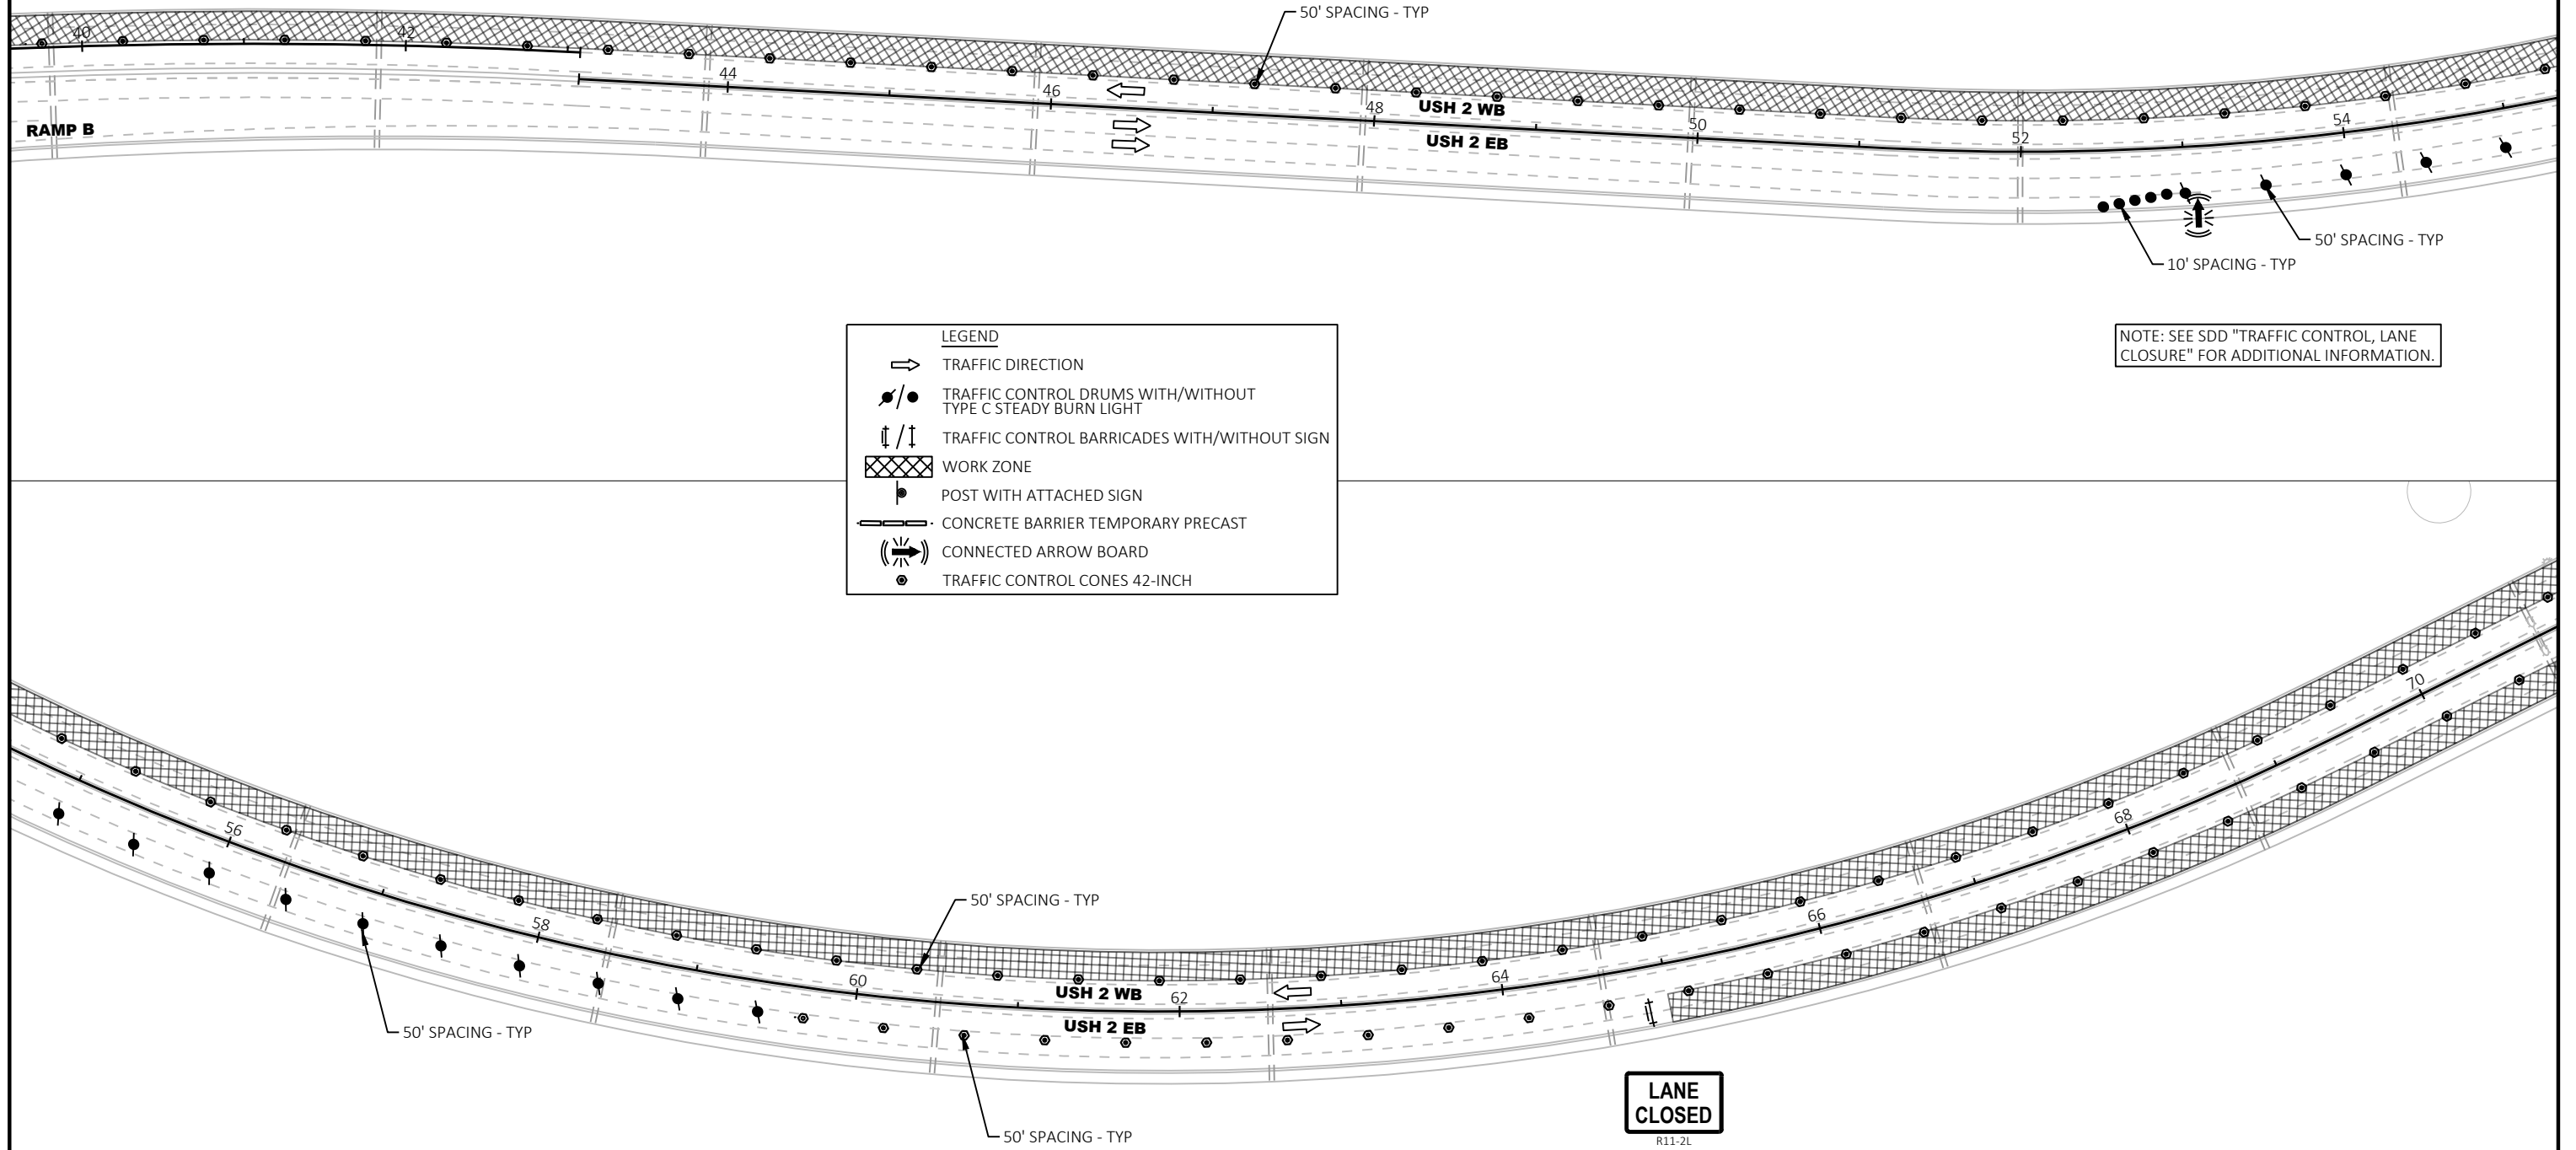 50' SPACING - TYP
40
42
44
46
48
50
52
54
USH 2 WB
USH 2 EB
RAMP B
50' SPACING - TYP
10' SPACING - TYP
LEGEND
TRAFFIC DIRECTION
TRAFFIC CONTROL DRUMS WITH/WITHOUT
TYPE C STEADY BURN LIGHT
TRAFFIC CONTROL BARRICADES WITH/WITHOUT SIGN
WORK ZONE
POST WITH ATTACHED SIGN
CONCRETE BARRIER TEMPORARY PRECAST
CONNECTED ARROW BOARD
TRAFFIC CONTROL CONES 42-INCH
NOTE: SEE SDD "TRAFFIC CONTROL, LANE
CLOSURE" FOR ADDITIONAL INFORMATION.
56
58
60
62
64
66
68
70
50' SPACING - TYP
USH 2 WB
USH 2 EB
50' SPACING - TYP
50' SPACING - TYP
LANE
CLOSED
R11-2L